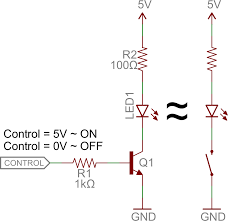 5V
5V
R2
100Ω
LED1
≈
Control = 5V ~ ON
Control = 0V ~ OFF
CONTROL
R1
1kΩ
Q1
GND
GND